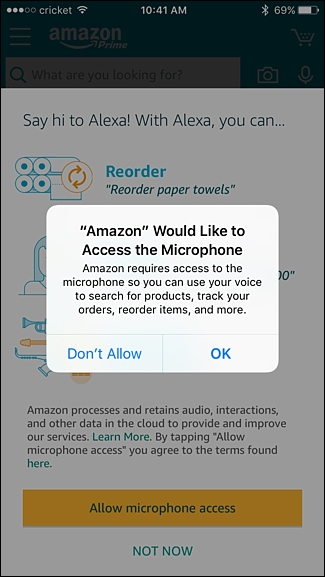 cricket 10:41 AM 69%
amazon
Prime
What are you looking for?
Say hi to Alexa! With Alexa, you can...
Reorder
"Reorder paper towels"
"Amazon" Would Like to
Access the Microphone
Amazon requires access to the
microphone so you can use your voice
to search for products, track your
orders, reorder items, and more.
00"
Don't Allow OK
Amazon processes and retains audio, interactions,
and other data in the cloud to provide and improve
our services. Learn More. By tapping "Allow
microphone access" you agree to the terms found
here.
Allow microphone access
NOT NOW